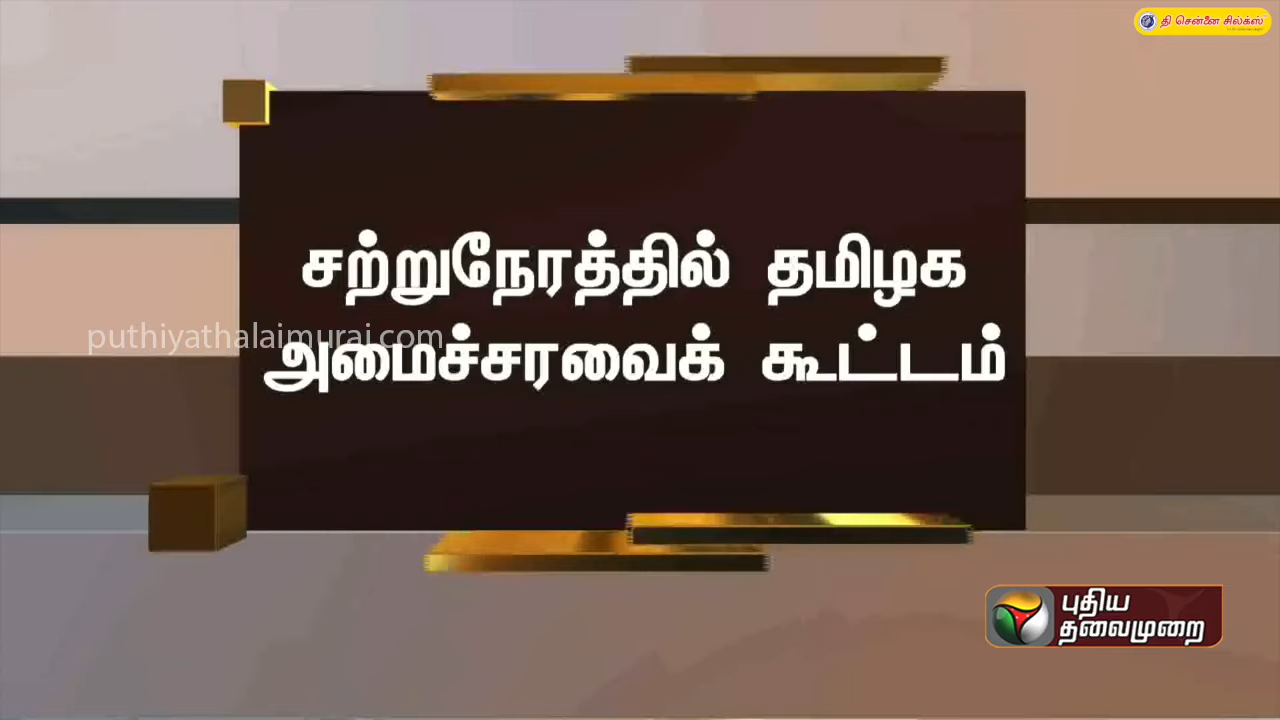 தி சென்னை சில்க்ஸ்
சற்றுநேரத்தில் தமிழக
puthiyathalaimurai.com
அமைச்சரவைக் கூட்டம்
புதிய
தலைமுறை